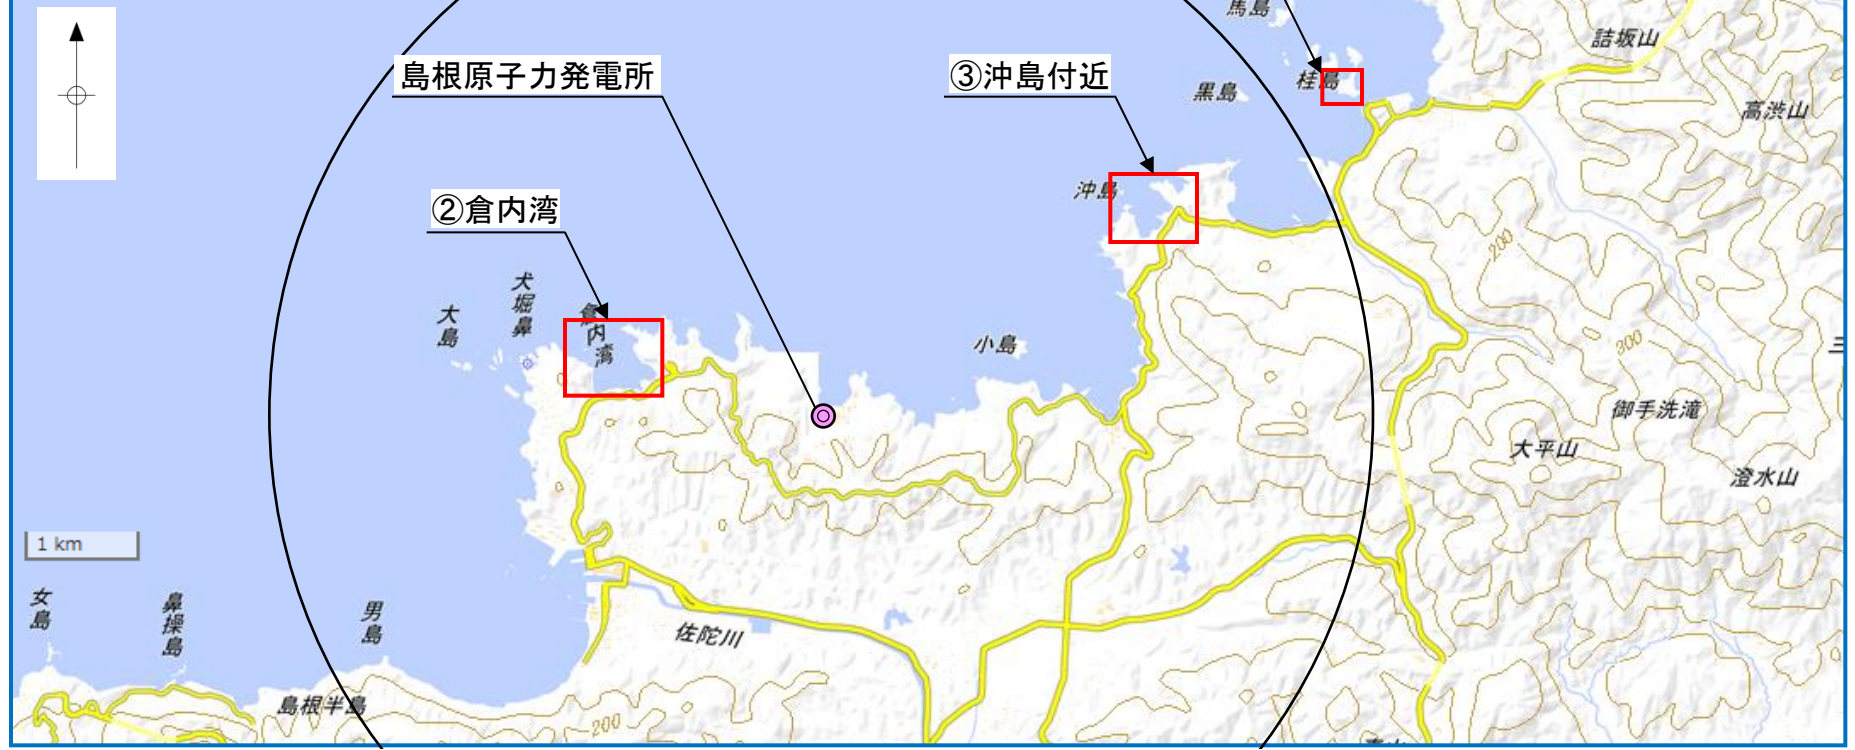 馬島
詰坂山
島根原子力発電所
③沖島付近
桂島
黒島
高渋山
沖島
②倉内湾
200
犬堀鼻
大島
倉内湾
小島
300
三
御手洗滝
大平山
澄水山
1 km
女島
鼻操島
男島
佐陀川
島根半島
200